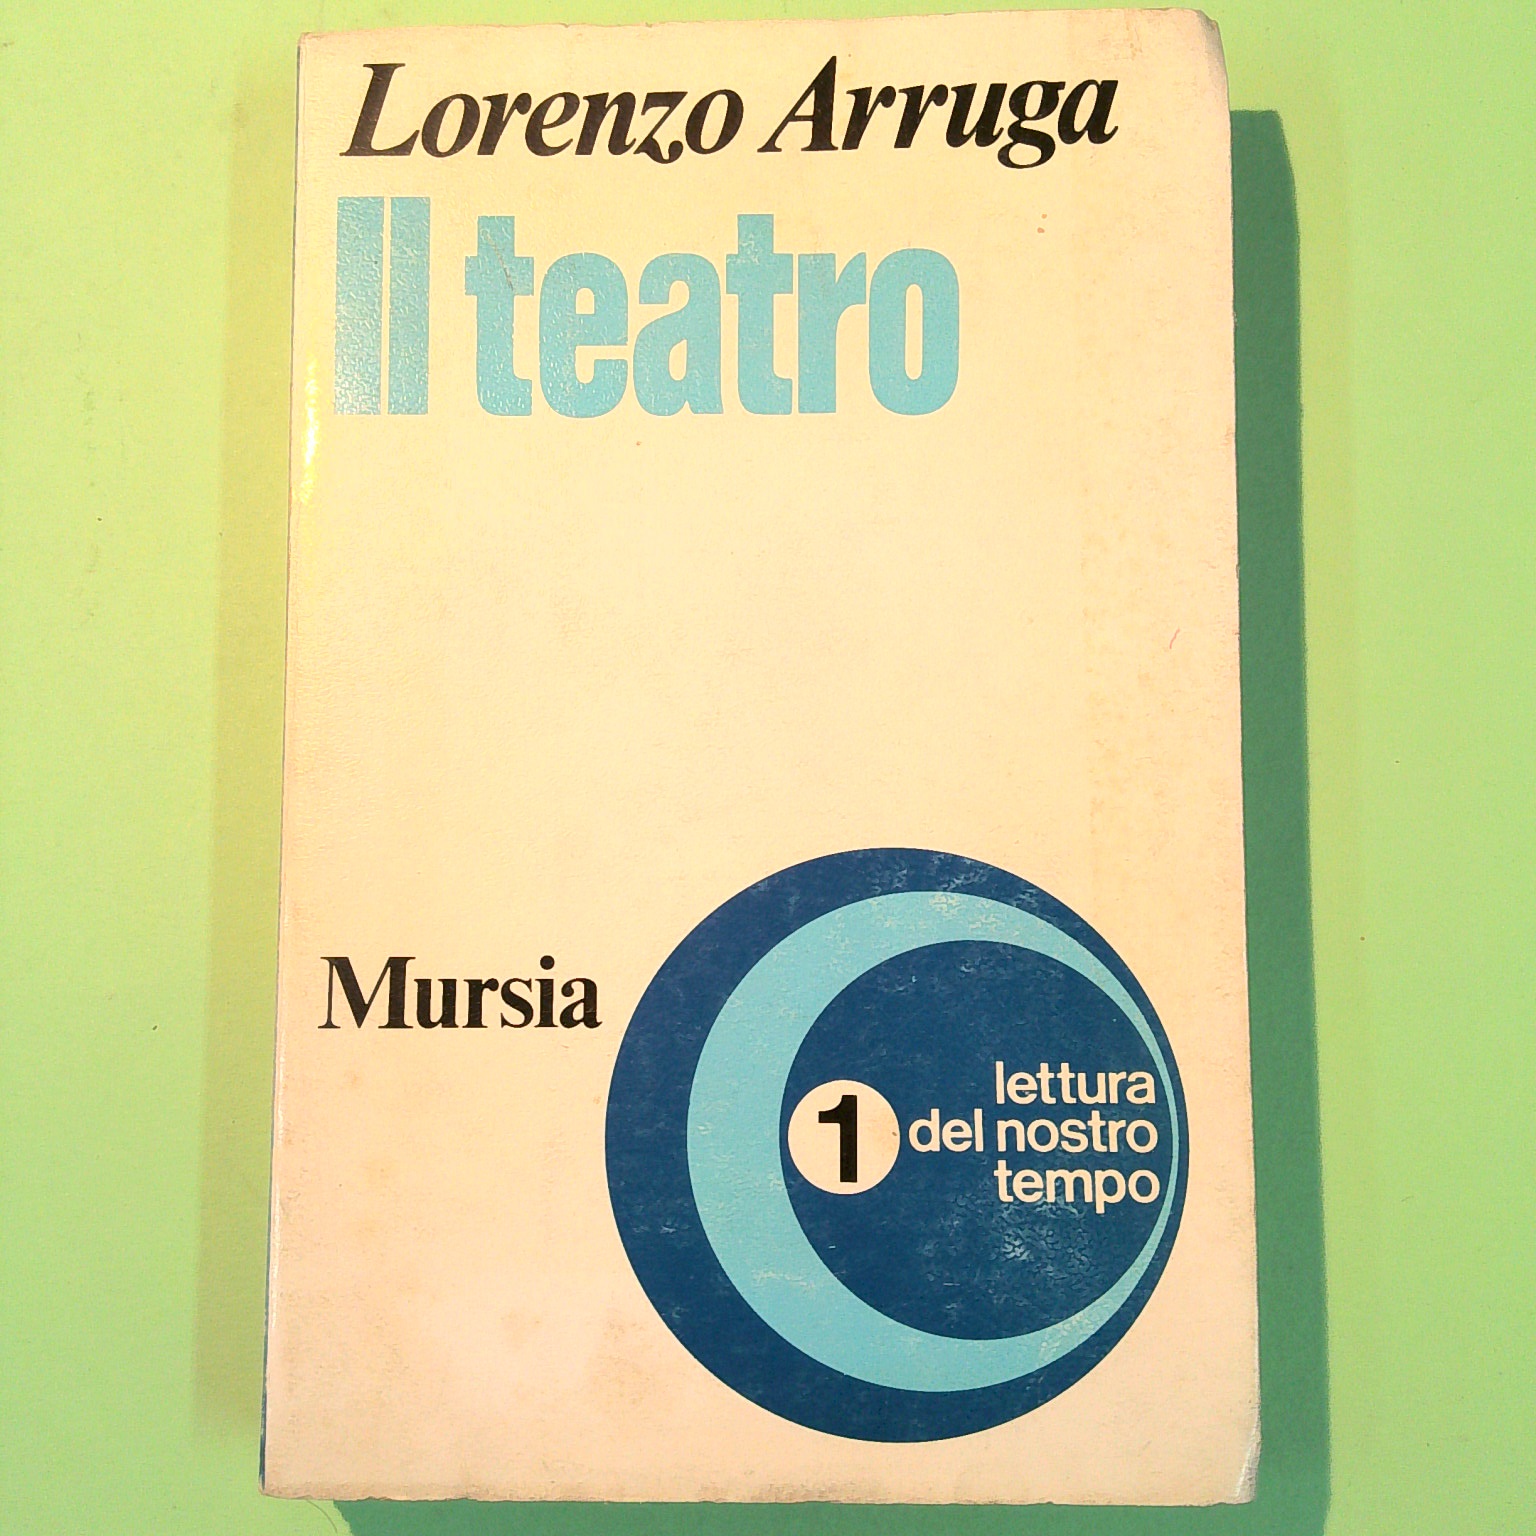 Lorenzo Arruga
Il teatro
Mursia
1
lettura
del nostro
tempo